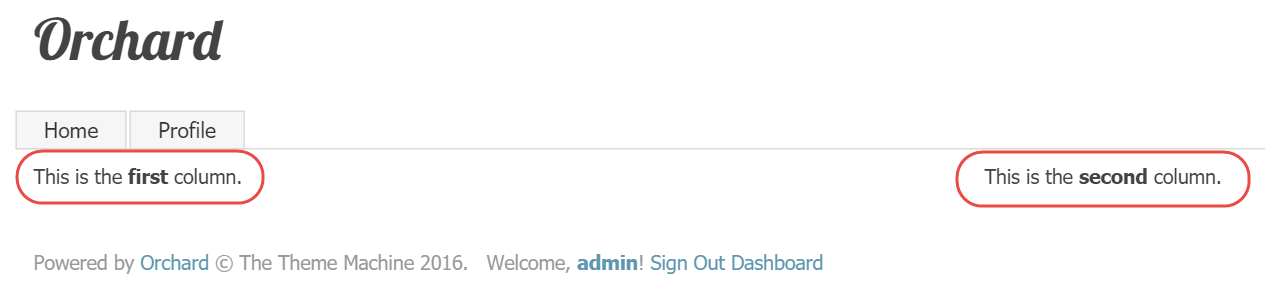 Orchard
Home Profile
This is the first column. This is the second column.
Powered by Orchard © The Theme Machine 2016. Welcome, admin! Sign Out Dashboard